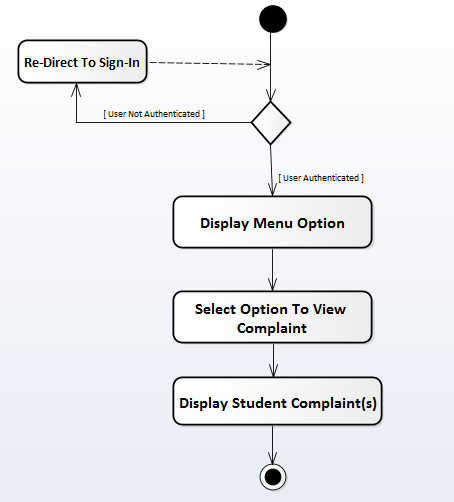 Re-Direct To Sign-In
[ User Not Authenticated ]
[ User Authenticated ]
Display Menu Option
Select Option To View
Complaint
Display Student Complaint(s)